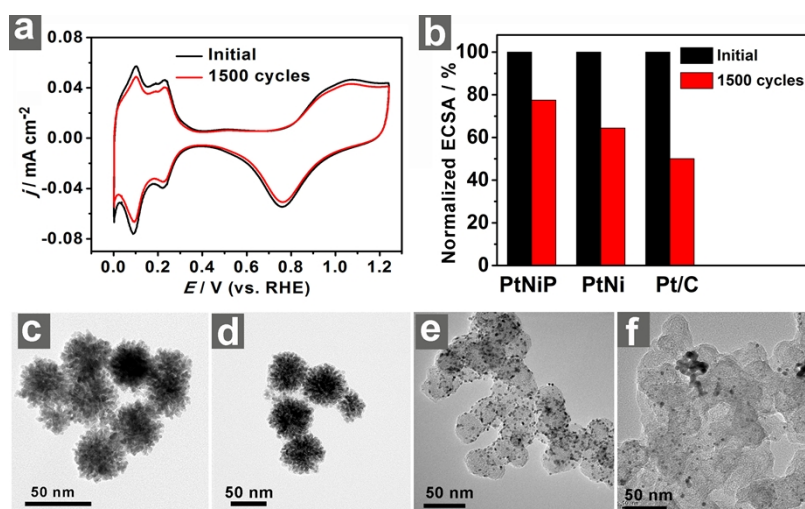 a
0.08
0.04
0.00
-0.04
-0.08
j / mA cm-2
Initial
1500 cycles
0.0 0.2 0.4 0.6 0.8 1.0 1.2
E / V (vs. RHE)
b
100
80
60
40
20
0
Normalized ECSA / %
Initial
1500 cycles
PtNiP PtNi Pt/C
c
50 nm
d
50 nm
e
50 nm
f
50 nm